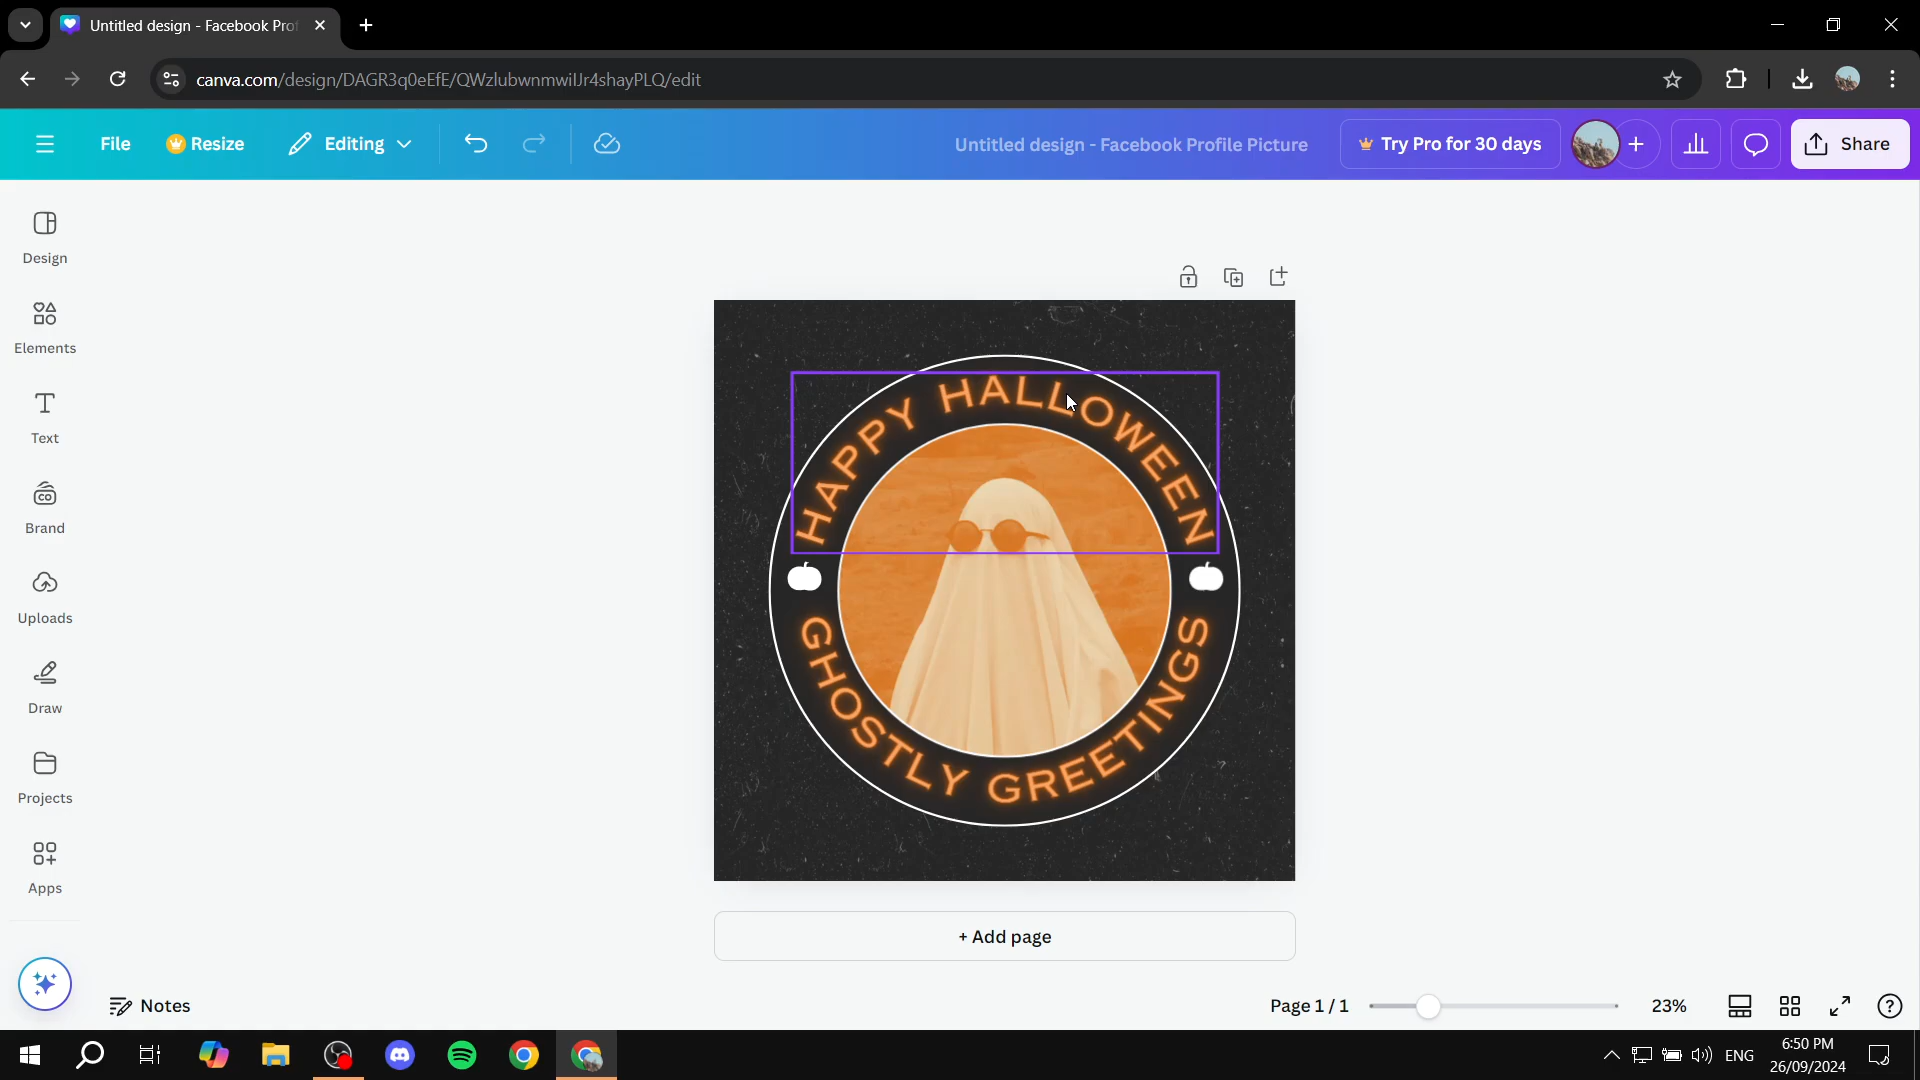 Untitled design - Facebook Prof
canva.com/design/DAGR3q0eEfE/QWzlubwnmwilJr4shayPLQ/edit
File
Resize
Editing
Untitled design - Facebook Profile Picture
Try Pro for 30 days
Share
Design
Elements
Text
Brand
Uploads
Draw
Projects
Apps
HAPPY HALLOWEEN
GHOSTLY GREETINGS
+ Add page
Notes
Page 1 / 1
23%
ENG
6:50 PM
26/09/2024